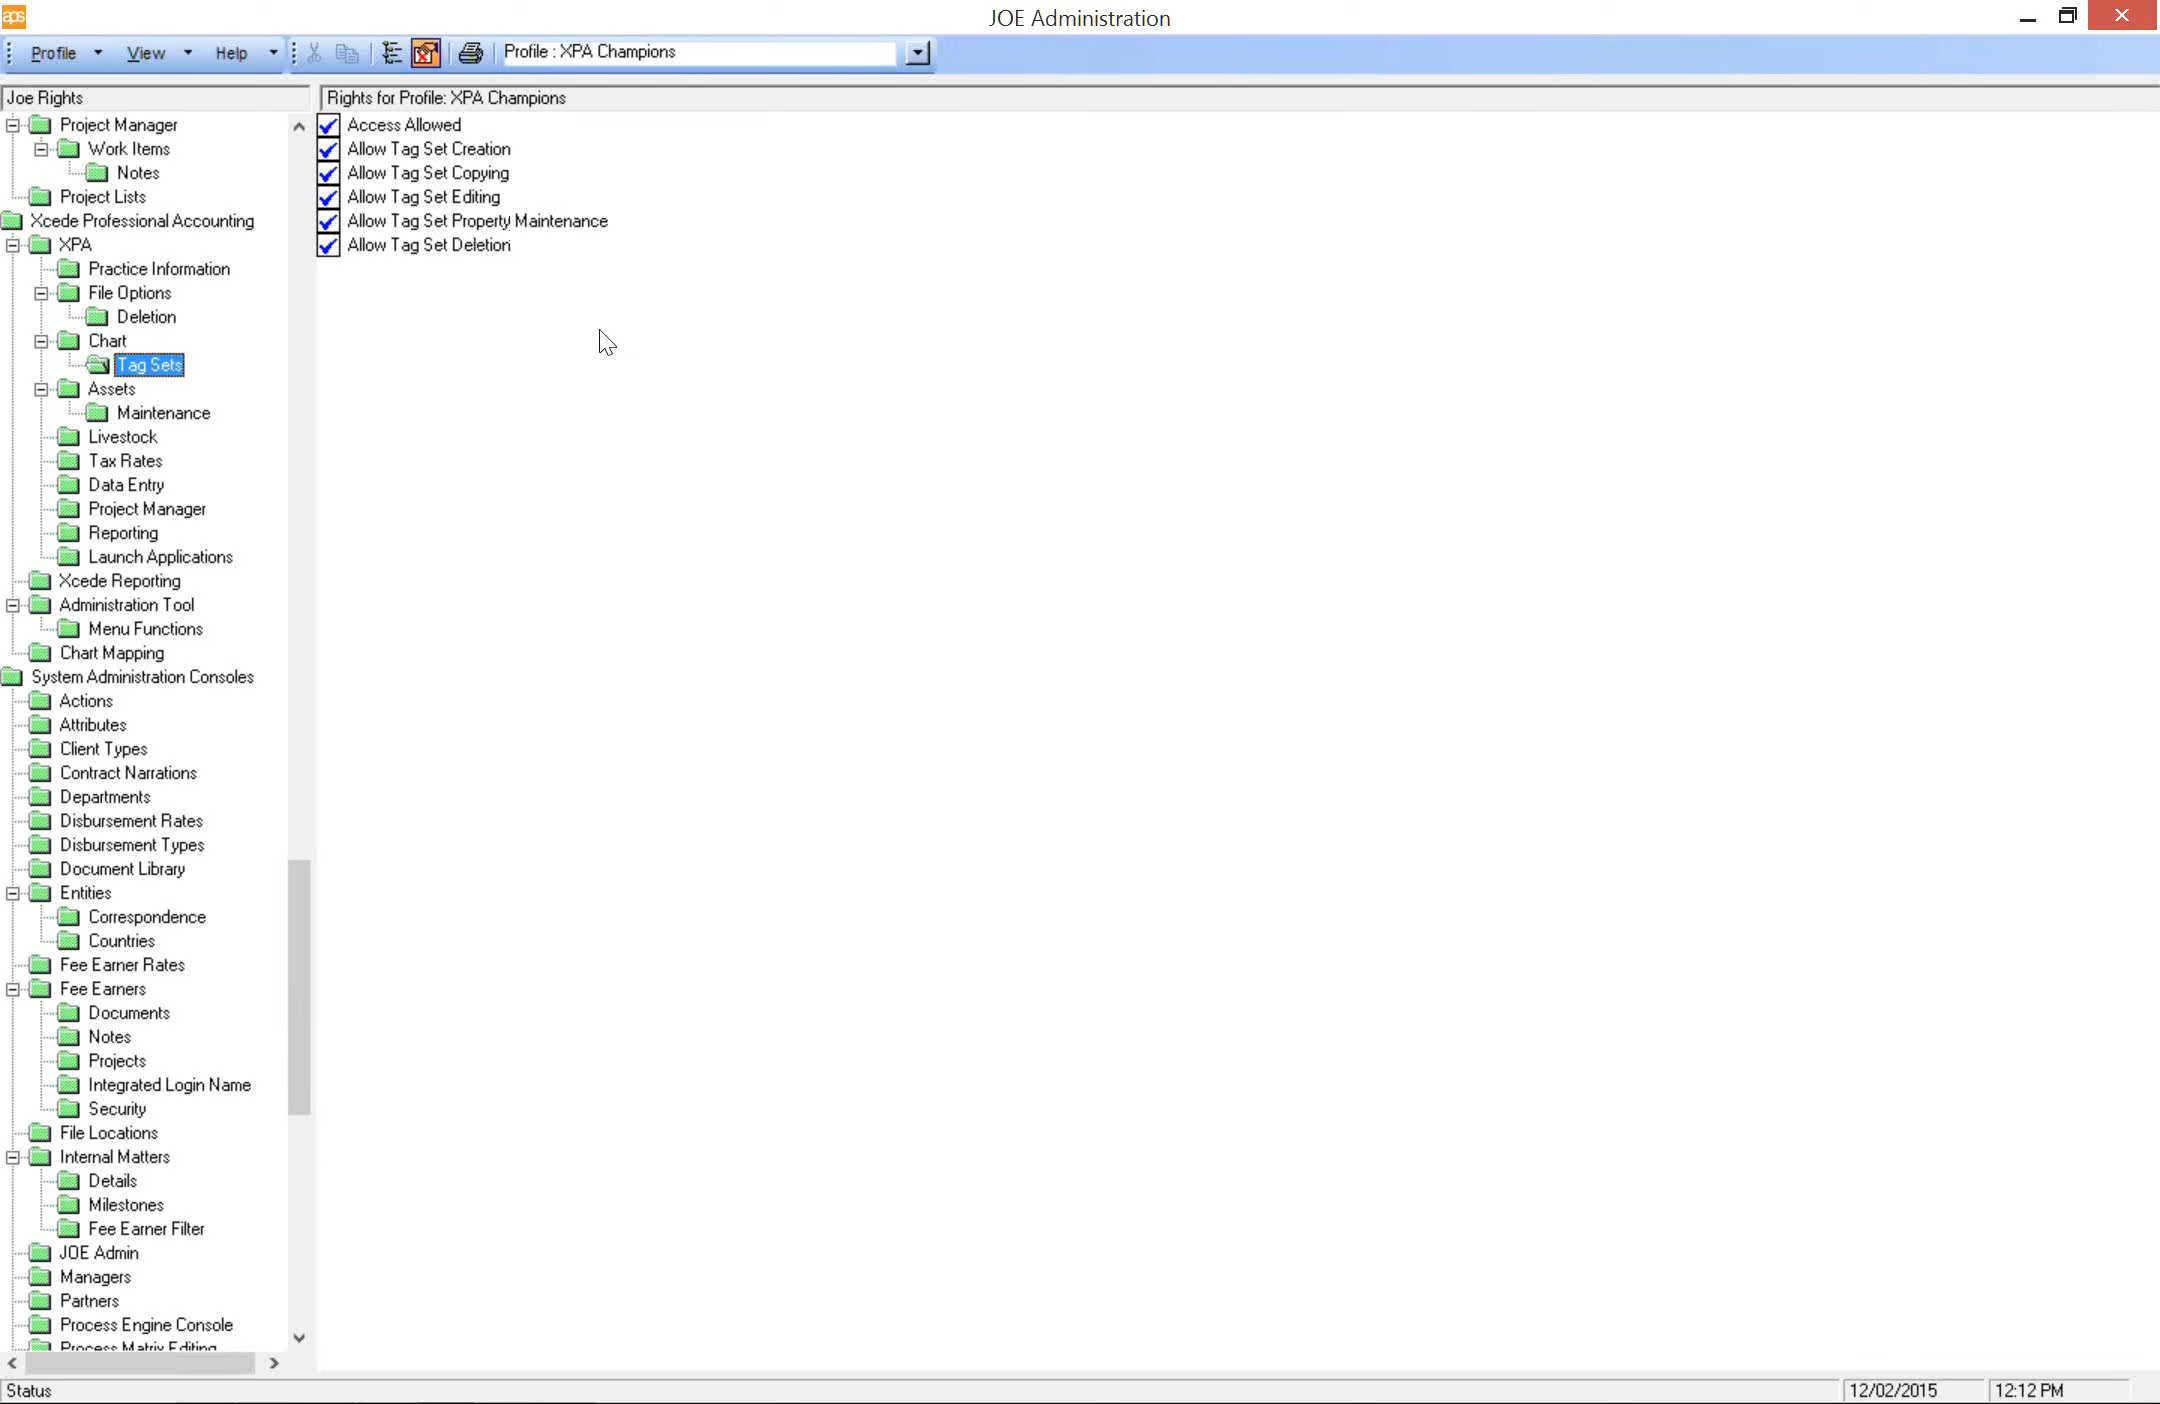 aps
JOE Administration
Profile
View
Help
Profile : XPA Champions
Joe Rights
Rights for Profile: XPA Champions
Project Manager
Work Items
Notes
Project Lists
Xcede Professional Accounting
XPA
Practice Information
File Options
Deletion
Chart
Tag Sets
Assets
Maintenance
Livestock
Tax Rates
Data Entry
Project Manager
Reporting
Launch Applications
Xcede Reporting
Administration Tool
Menu Functions
Chart Mapping
System Administration Consoles
Actions
Attributes
Client Types
Contract Narrations
Departments
Disbursement Rates
Disbursement Types
Document Library
Entities
Correspondence
Countries
Fee Earner Rates
Fee Earners
Documents
Notes
Projects
Integrated Login Name
Security
File Locations
Internal Matters
Details
Milestones
Fee Earner Filter
JOE Admin
Managers
Partners
Process Engine Console
Process Matrix Editing
Access Allowed
Allow Tag Set Creation
Allow Tag Set Copying
Allow Tag Set Editing
Allow Tag Set Property Maintenance
Allow Tag Set Deletion
Status
12/02/2015
12:12 PM